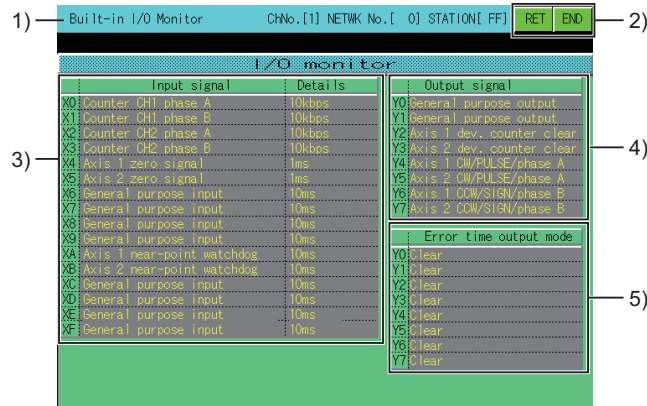 1) Built-in I/O Monitor ChNo.[1] NETWK No.[ 0] STATION[ FF] RET END 2)
I/O monitor
3)
Input signal Details
X0 Counter CH1 phase A 10kbps
X1 Counter CH1 phase B 10kbps
X2 Counter CH2 phase A 10kbps
X3 Counter CH2 phase B 10kbps
X4 Axis 1 zero signal 1ms
X5 Axis 2 zero signal 1ms
X6 General purpose input 10ms
X7 General purpose input 10ms
X8 General purpose input 10ms
X9 General purpose input 10ms
XA Axis 1 near-point watchdog 10ms
XB Axis 2 near-point watchdog 10ms
XC General purpose input 10ms
XD General purpose input 10ms
XE General purpose input 10ms
XF General purpose input 10ms
Output signal
Y0 General purpose output
Y1 General purpose output
Y2 Axis 1 dev. counter clear
Y3 Axis 2 dev. counter clear
Y4 Axis 1 CW/PULSE/phase A
Y5 Axis 2 CW/PULSE/phase A
Y6 Axis 1 CCW/SIGN/phase B
Y7 Axis 2 CCW/SIGN/phase B
4)
Error time output mode
Y0 Clear
Y1 Clear
Y2 Clear
Y3 Clear
Y4 Clear
Y5 Clear
Y6 Clear
Y7 Clear
5)